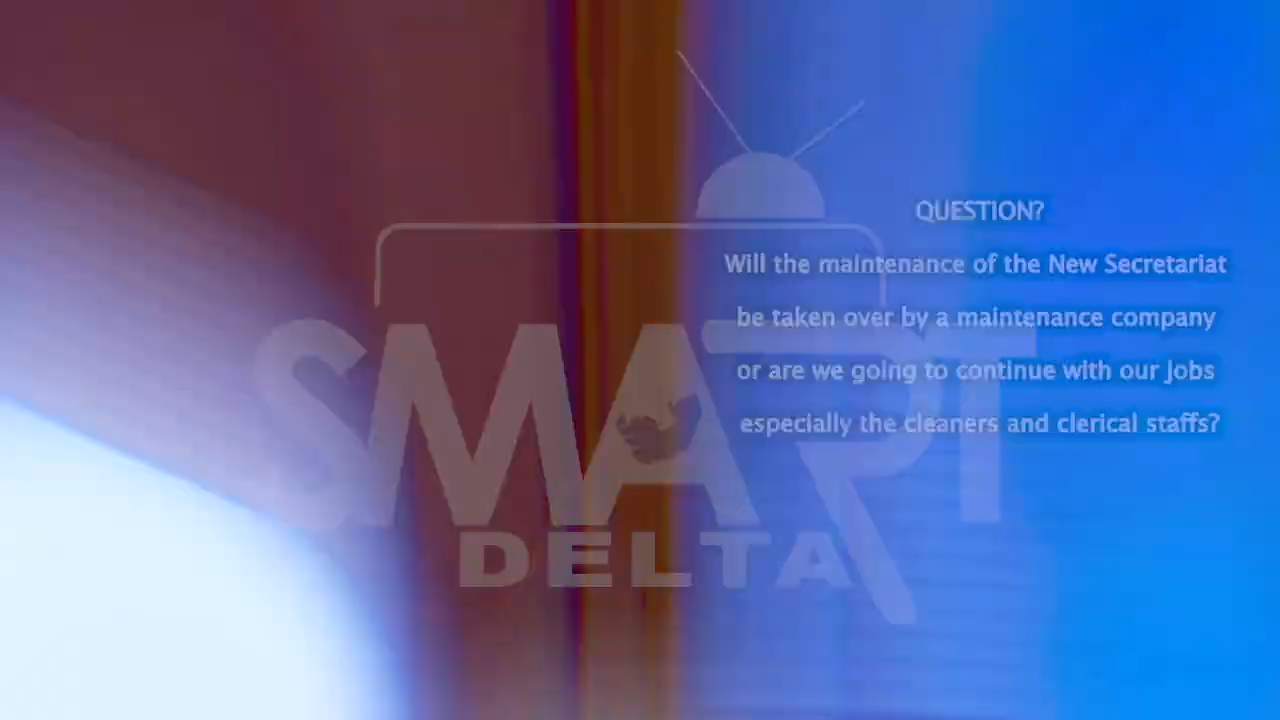 QUESTION?
Will the maintenance of the New Secretariat
be taken over by a maintenance company
or are we going to continue with our Jobs
especially the cleaners and clerical staffs?
SMART
DELTA